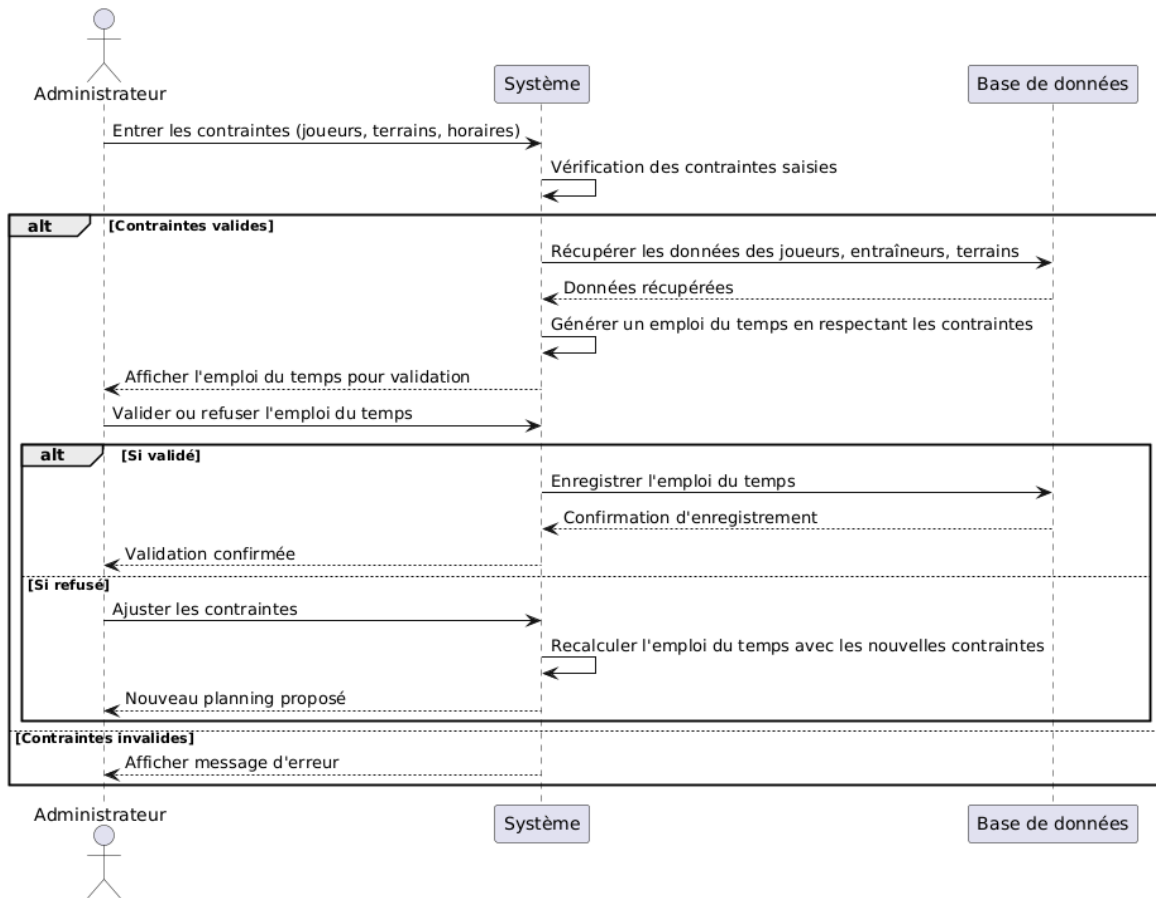 Administrateur
Système
Base de données
Entrer les contraintes (joueurs, terrains, horaires)
Vérification des contraintes saisies
alt
[Contraintes valides]
Récupérer les données des joueurs, entraîneurs, terrains
Données récupérées
Générer un emploi du temps en respectant les contraintes
Afficher l'emploi du temps pour validation
Valider ou refuser l'emploi du temps
alt
[Si validé]
Enregistrer l'emploi du temps
Confirmation d'enregistrement
Validation confirmée
[Si refusé]
Ajuster les contraintes
Recalculer l'emploi du temps avec les nouvelles contraintes
Nouveau planning proposé
[Contraintes invalides]
Afficher message d'erreur
Administrateur
Système
Base de données